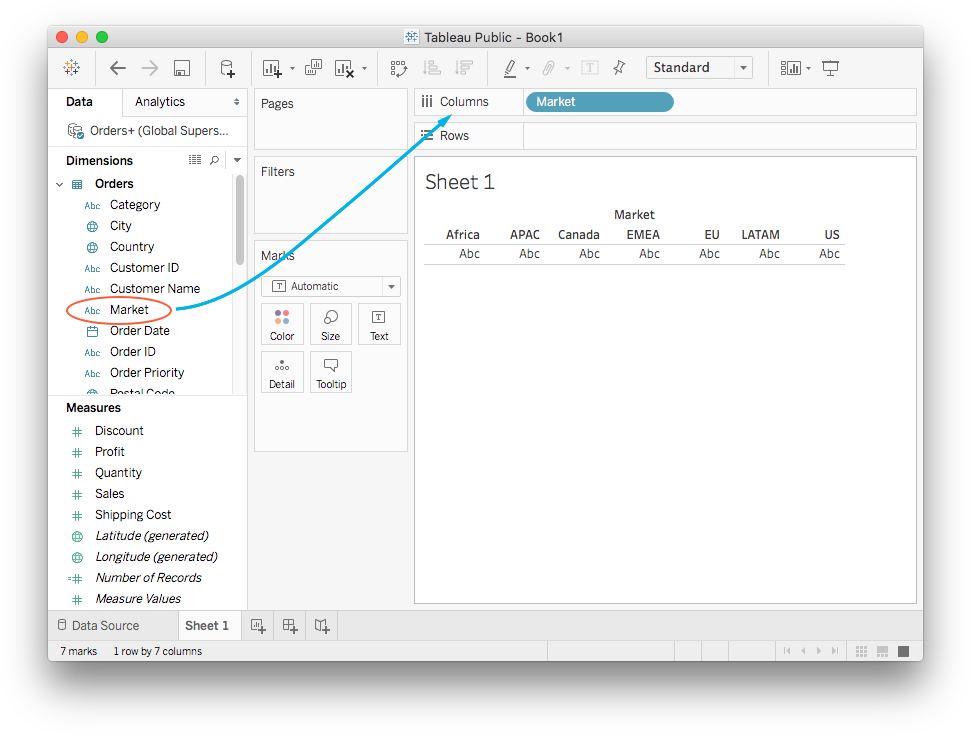 Tableau Public - Book1
Standard
Data
Analytics
Orders+ (Global Supers...
Dimensions
Orders
Abc Category
City
Country
Abc Customer ID
Abc Customer Name
Abc Market
Order Date
Abc Order ID
Abc Order Priority
Postal Code
Measures
Discount
Profit
Quantity
Sales
Shipping Cost
Latitude (generated)
Longitude (generated)
Number of Records
Measure Values
Pages
Filters
Marks
T Automatic
Color Size Text
Detail Tooltip
Columns Market
Rows
Sheet 1
Market
Africa APAC Canada EMEA EU LATAM US
Abc Abc Abc Abc Abc Abc Abc
Data Source Sheet 1
7 marks 1 row by 7 columns